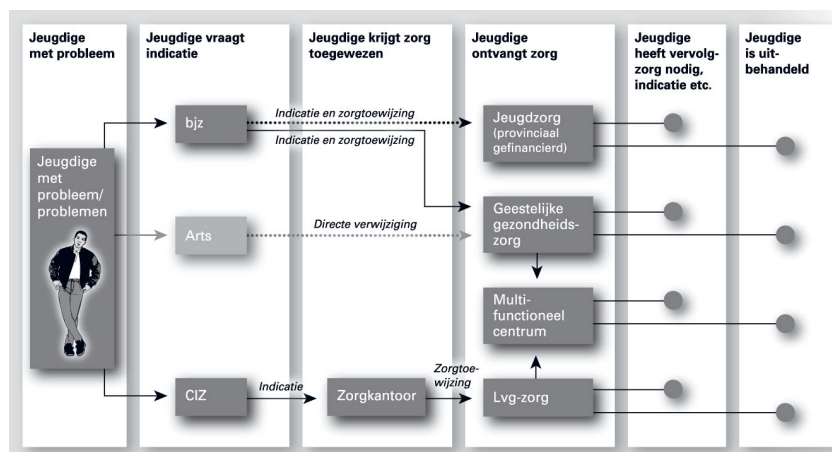 Jeugdige
met probleem
Jeugdige vraagt
indicatie
Jeugdige krijgt zorg
toegewezen
Jeugdige
ontvangt zorg
Jeugdige
heeft vervolg-
zorg nodig,
indicatie etc.
Jeugdige
is uit-
behandeld
Jeugdige
met
probleem/
problemen
bjz
Indicatie en zorgtoewijzing
Indicatie en zorgtoewijzing
Jeugdzorg
(provinciaal
gefinancierd)
Arts
Directe verwijziging
Geestelijke
gezondheids-
zorg
Multi-
functioneel
centrum
CIZ
Indicatie
Zorgkantoor
Zorgtoe-
wijzing
Lvg-zorg